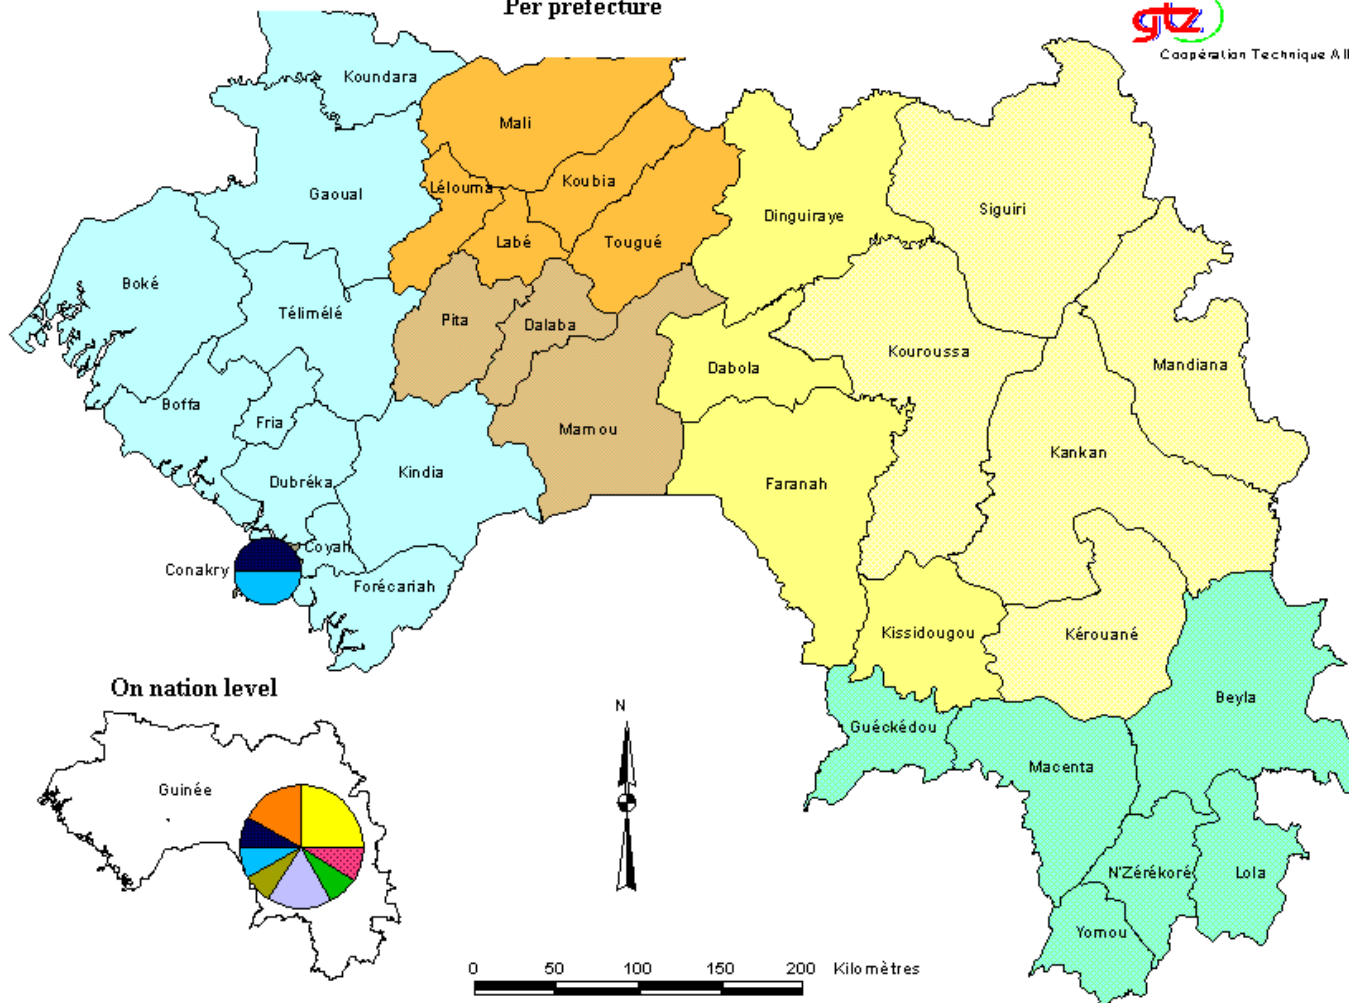 Per prefecture
gtz
Coopération Technique All
Koundara
Mali
Gaoual
Lélouma
Koubia
Labé
Tougué
Dinguiraye
Siguiri
Boké
Télimélé
Pita
Dalaba
Dabola
Kouroussa
Mandiana
Boffa
Fria
Mamou
Kankan
Dubréka
Kindia
Faranah
Coyah
Conakry
Forécariah
Kissidougou
Kérouané
On nation level
N
Guéckédou
Beyla
Macenta
Guinée
N'Zérékoré
Lola
Yomou
0 50 100 150 200 Kilomètres